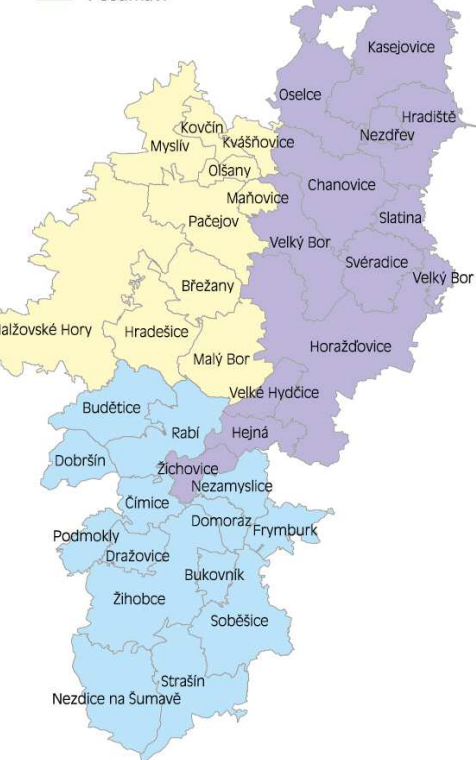 Kasejovice
Oselce
Hradiště
Kovčín
Nezdřev
Myslív
Kvášňovice
Olšany
Chanovice
Maňovice
Slatina
Pačejov
Velký Bor
Svéradice
Velký Bor
Břežany
Hradešice
Horažďovice
Malý Bor
Velké Hydčice
Budětice
Rabí
Hejná
Dobršín
Žichovice
Nezamyslice
Čímice
Domoraz
Frymburk
Podmokly
Dražovice
Bukovník
Žihobce
Soběšice
Strašín
Nezdice na Šumavě